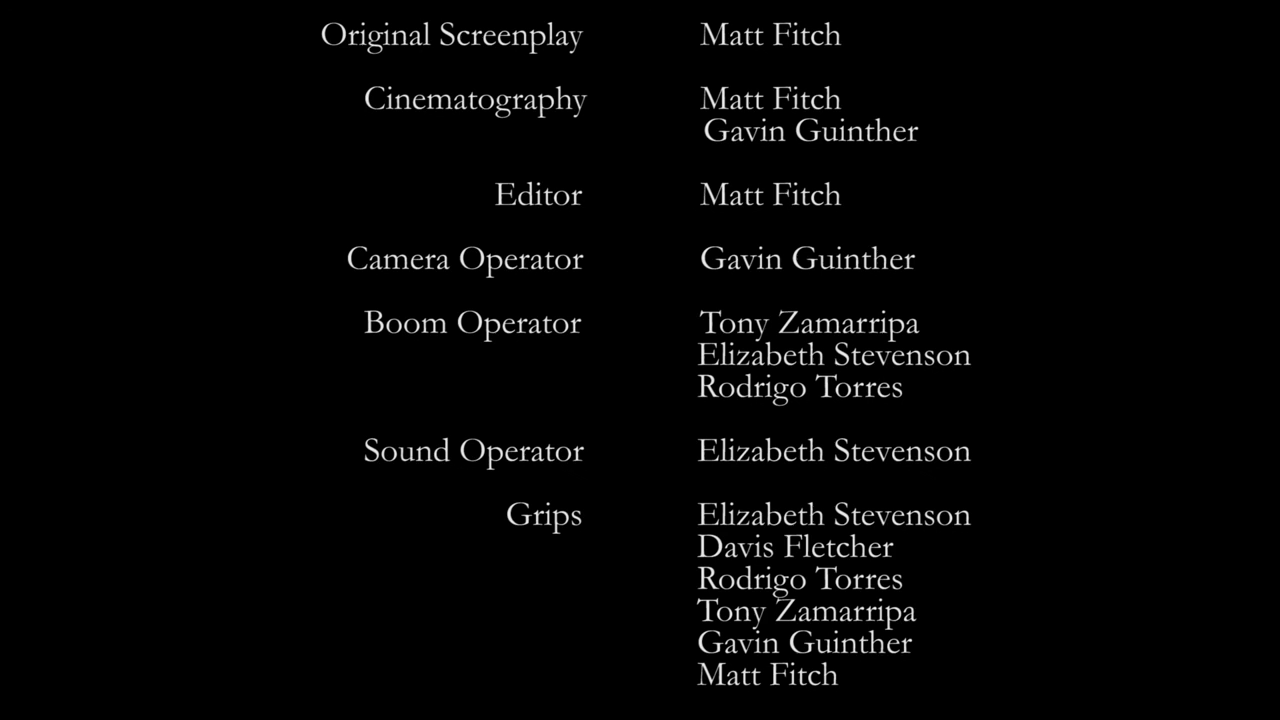 Original Screenplay Matt Fitch
Cinematography Matt Fitch
Gavin Guinther
Editor Matt Fitch
Camera Operator Gavin Guinther
Boom Operator Tony Zamarripa
Elizabeth Stevenson
Rodrigo Torres
Sound Operator Elizabeth Stevenson
Grips Elizabeth Stevenson
Davis Fletcher
Rodrigo Torres
Tony Zamarripa
Gavin Guinther
Matt Fitch